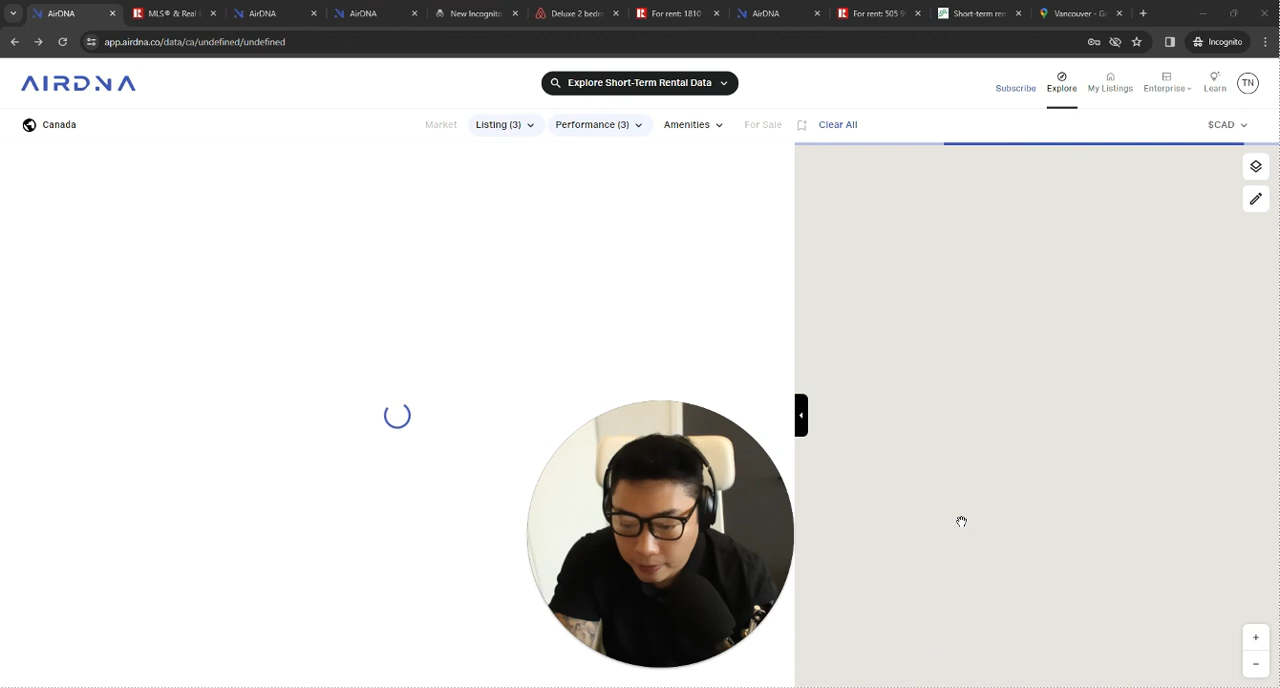 AirDNA
MLS® & Real
AirDNA
AirDNA
New Incognito
Deluxe 2 bedr
For rent: 1810
AirDNA
For rent: 505 9
Short-term ren
Vancouver - G
app.airdna.co/data/ca/undefined/undefined
Incognito
AIRDNA
Explore Short-Term Rental Data
Subscribe
Explore
My Listings
Enterprise
Learn
TN
Canada
Market
Listing (3)
Performance (3)
Amenities
For Sale
Clear All
$CAD